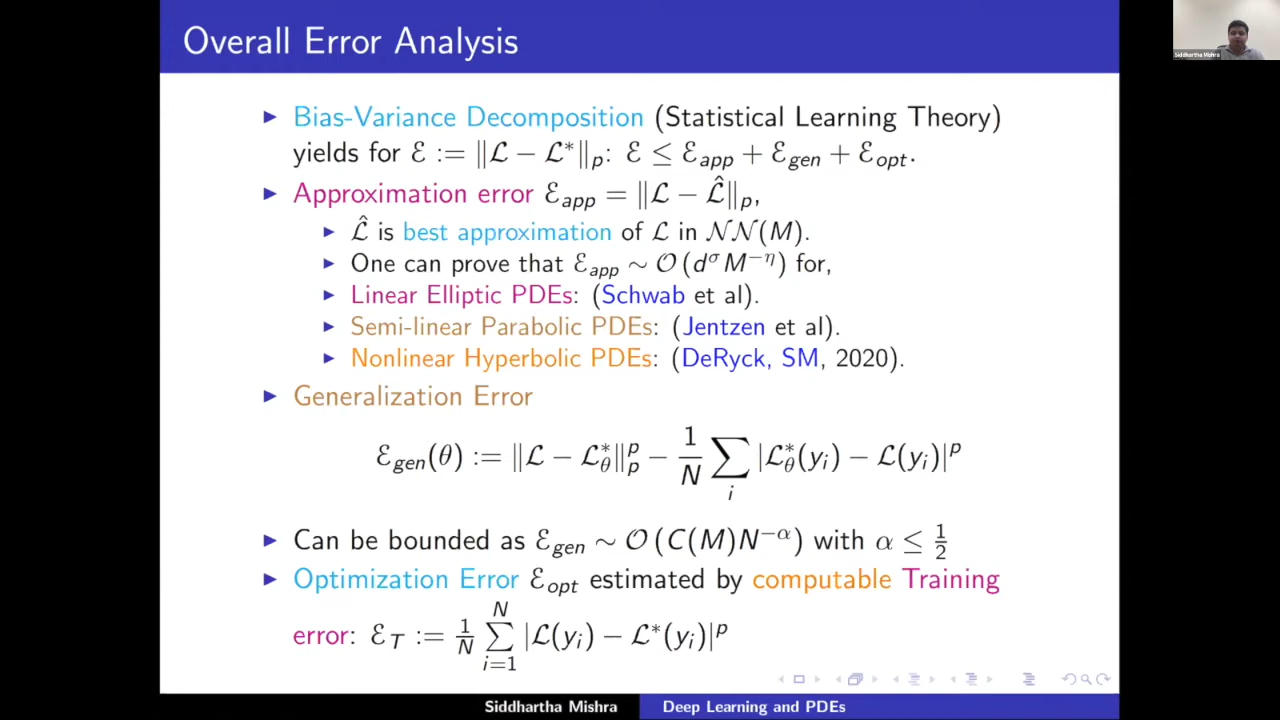 Overall Error Analysis
Siddhartha Mishra
▶ Bias-Variance Decomposition (Statistical Learning Theory)
yields for ℰ := ‖ℒ − ℒ*‖ₚ: ℰ ≤ ℰ_app + ℰ_gen + ℰ_opt.
▶ Approximation error ℰ_app = ‖ℒ − ℒ̂‖ₚ,
▶ ℒ̂ is best approximation of ℒ in 𝒩𝒩(M).
▶ One can prove that ℰ_app ∼ 𝒪(d^σ M^−η) for,
▶ Linear Elliptic PDEs: (Schwab et al).
▶ Semi-linear Parabolic PDEs: (Jentzen et al).
▶ Nonlinear Hyperbolic PDEs: (DeRyck, SM, 2020).
▶ Generalization Error
ℰ_gen(θ) := ‖ℒ − ℒ*_θ‖_p^p − 1/N ∑_i |ℒ*_θ(y_i) − ℒ(y_i)|^p
▶ Can be bounded as ℰ_gen ∼ 𝒪(C(M)N^−α) with α ≤ 1/2
▶ Optimization Error ℰ_opt estimated by computable Training
error: ℰ_T := 1/N ∑_{i=1}^N |ℒ(y_i) − ℒ*(y_i)|^p
Siddhartha Mishra Deep Learning and PDEs